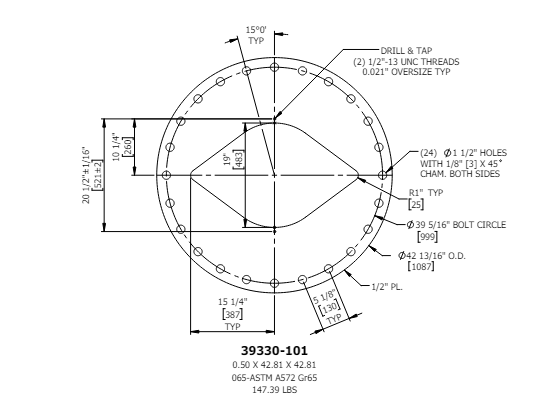 15°0'
TYP
DRILL & TAP
(2) 1/2"-13 UNC THREADS
0.021" OVERSIZE TYP
20 1/2"±1/16"
[521±2]
10 1/4"
[260]
19"
[483]
(24) Ø1 1/2" HOLES
WITH 1/8" [3] X 45°
CHAM. BOTH SIDES
R1" TYP
[25]
Ø39 5/16" BOLT CIRCLE
[999]
Ø42 13/16" O.D.
[1087]
1/2" PL.
15 1/4"
[387]
TYP
5 1/8"
[130]
TYP
39330-101
0.50 X 42.81 X 42.81
065-ASTM A572 Gr65
147.39 LBS